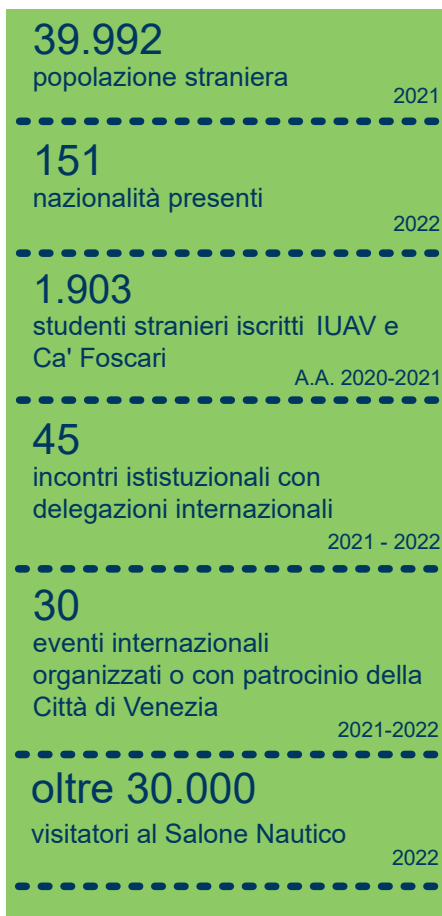 39.992
popolazione straniera
2021
151
nazionalità presenti
2022
1.903
studenti stranieri iscritti IUAV e
Ca' Foscari
A.A. 2020-2021
45
incontri ististuzionali con
delegazioni internazionali
2021 - 2022
30
eventi internazionali
organizzati o con patrocinio della
Città di Venezia
2021-2022
oltre 30.000
visitatori al Salone Nautico
2022